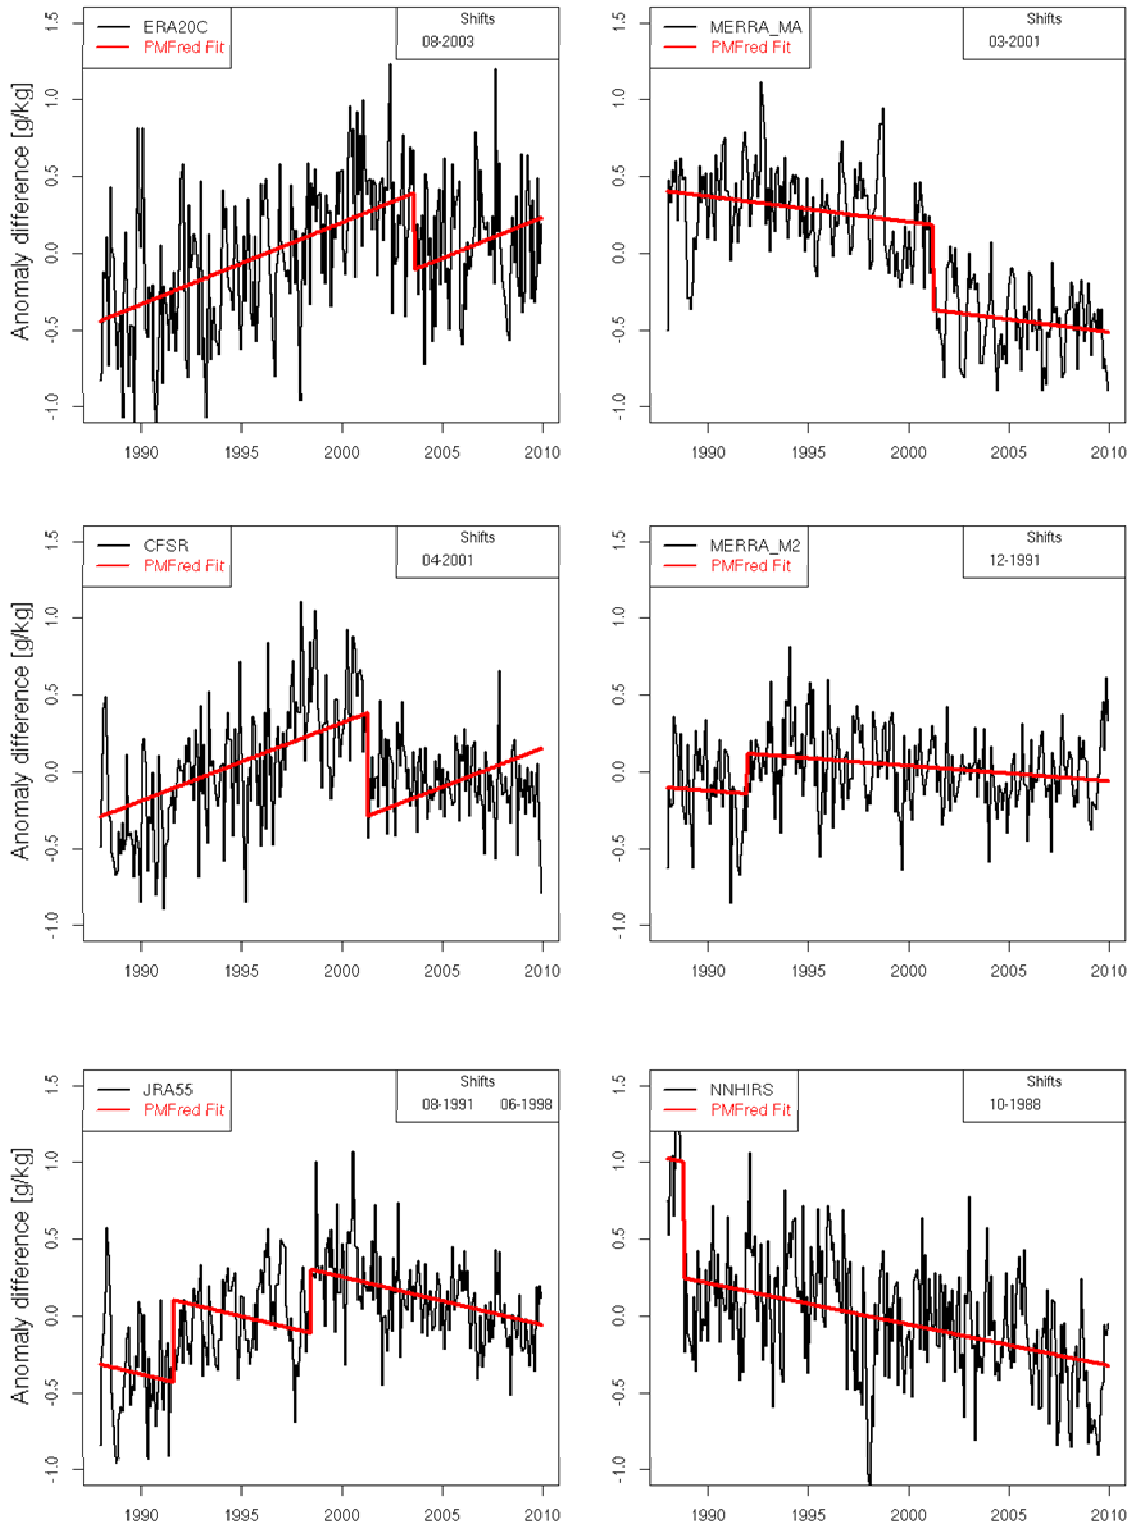 ERA20C
PMFred Fit
Shifts
08-2003
Anomaly difference [g/kg]
1.5
1.0
0.5
0.0
-0.5
-1.0
1990 1995 2000 2005 2010
MERRA_MA
PMFred Fit
Shifts
03-2001
1.5
1.0
0.5
0.0
-0.5
-1.0
1990 1995 2000 2005 2010
CFSR
PMFred Fit
Shifts
04-2001
Anomaly difference [g/kg]
1.5
1.0
0.5
0.0
-0.5
-1.0
1990 1995 2000 2005 2010
MERRA_M2
PMFred Fit
Shifts
12-1991
1.5
1.0
0.5
0.0
-0.5
-1.0
1990 1995 2000 2005 2010
JRA55
PMFred Fit
Shifts
08-1991 06-1998
Anomaly difference [g/kg]
1.5
1.0
0.5
0.0
-0.5
-1.0
1990 1995 2000 2005 2010
NNHIRS
PMFred Fit
Shifts
10-1988
1.5
1.0
0.5
0.0
-0.5
-1.0
1990 1995 2000 2005 2010